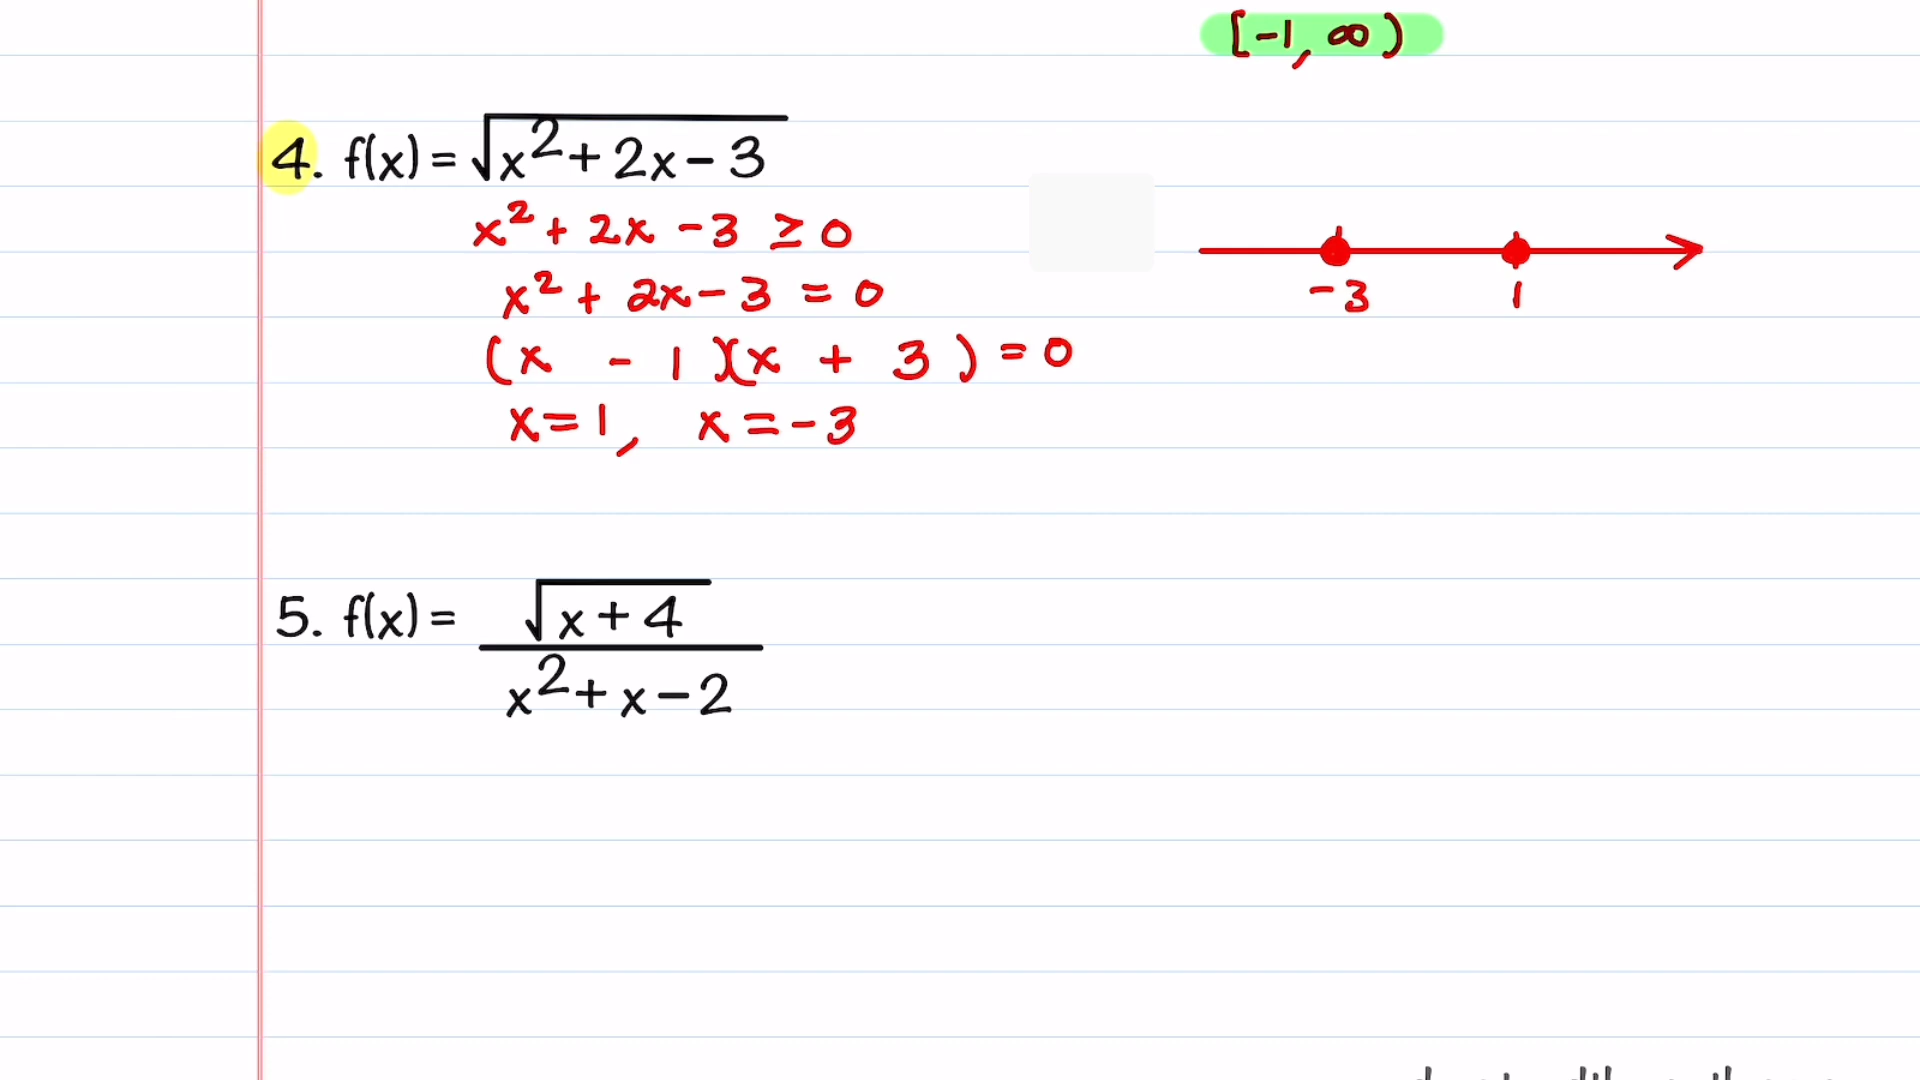 [-1, ∞)
4. f(x) = √x²+2x-3
x² + 2x - 3 ≥ 0
x² + 2x - 3 = 0
(x - 1)(x + 3) = 0
x = 1, x = -3
-3 1
5. f(x) = √x+4
x²+x-2